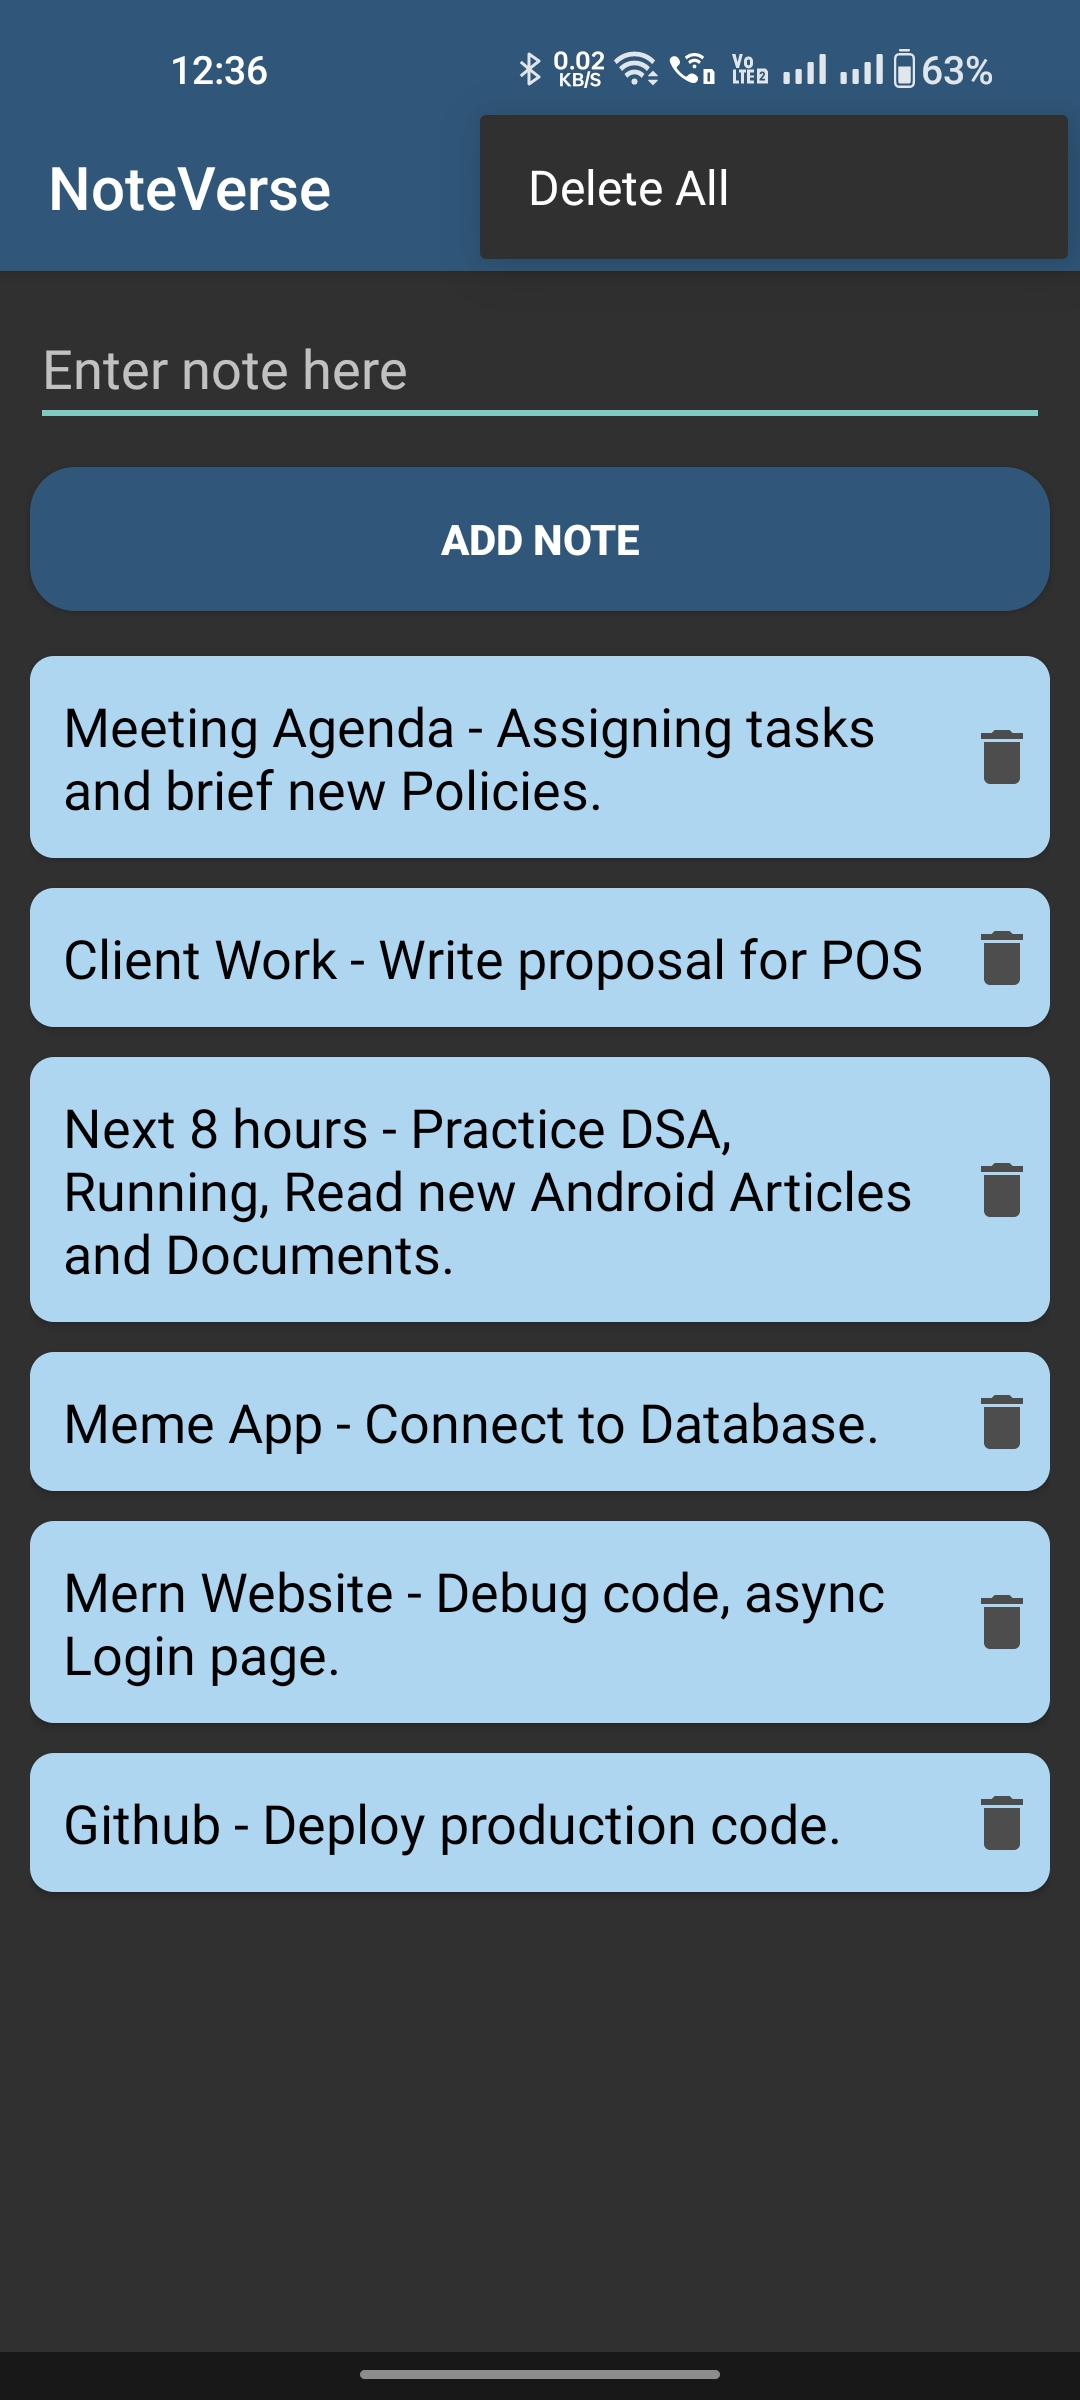 12:36
0.02
KB/S
Vo
LTE 2
63%
NoteVerse
Delete All
Enter note here
ADD NOTE
Meeting Agenda - Assigning tasks
and brief new Policies.
Client Work - Write proposal for POS
Next 8 hours - Practice DSA,
Running, Read new Android Articles
and Documents.
Meme App - Connect to Database.
Mern Website - Debug code, async
Login page.
Github - Deploy production code.